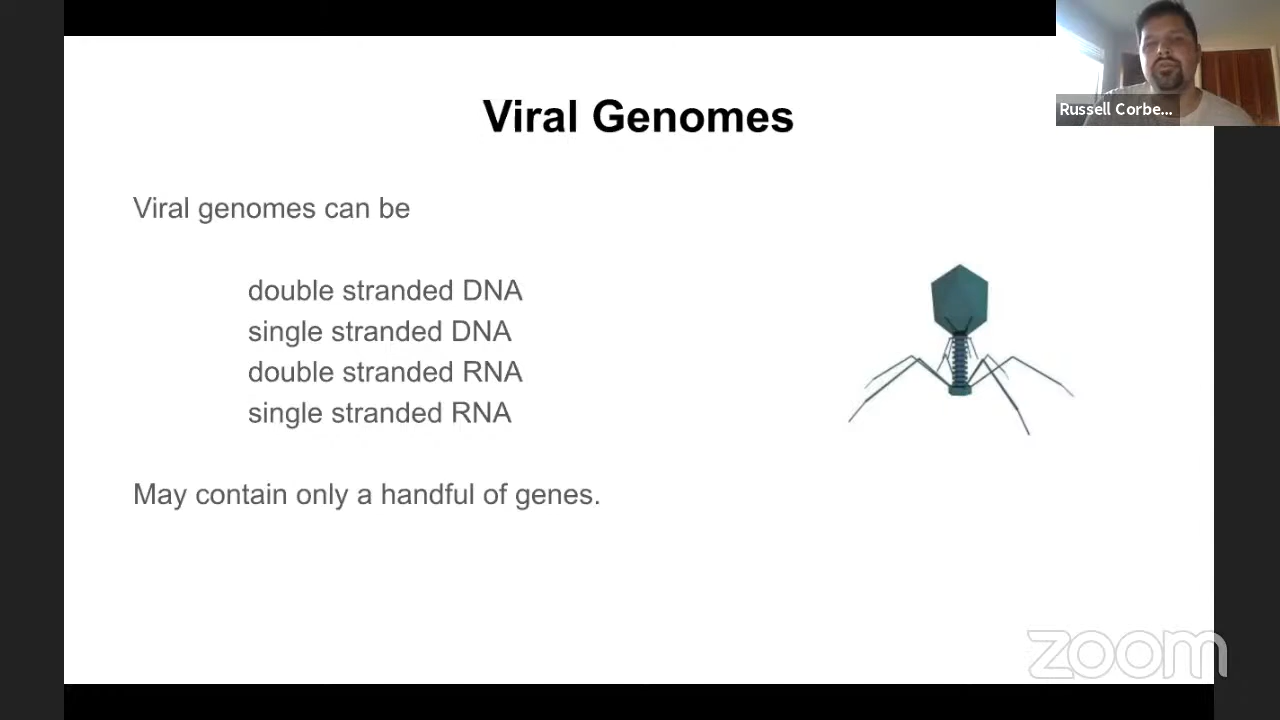 Viral Genomes
Russell Corbe...
Viral genomes can be
double stranded DNA
single stranded DNA
double stranded RNA
single stranded RNA
May contain only a handful of genes.
zoom